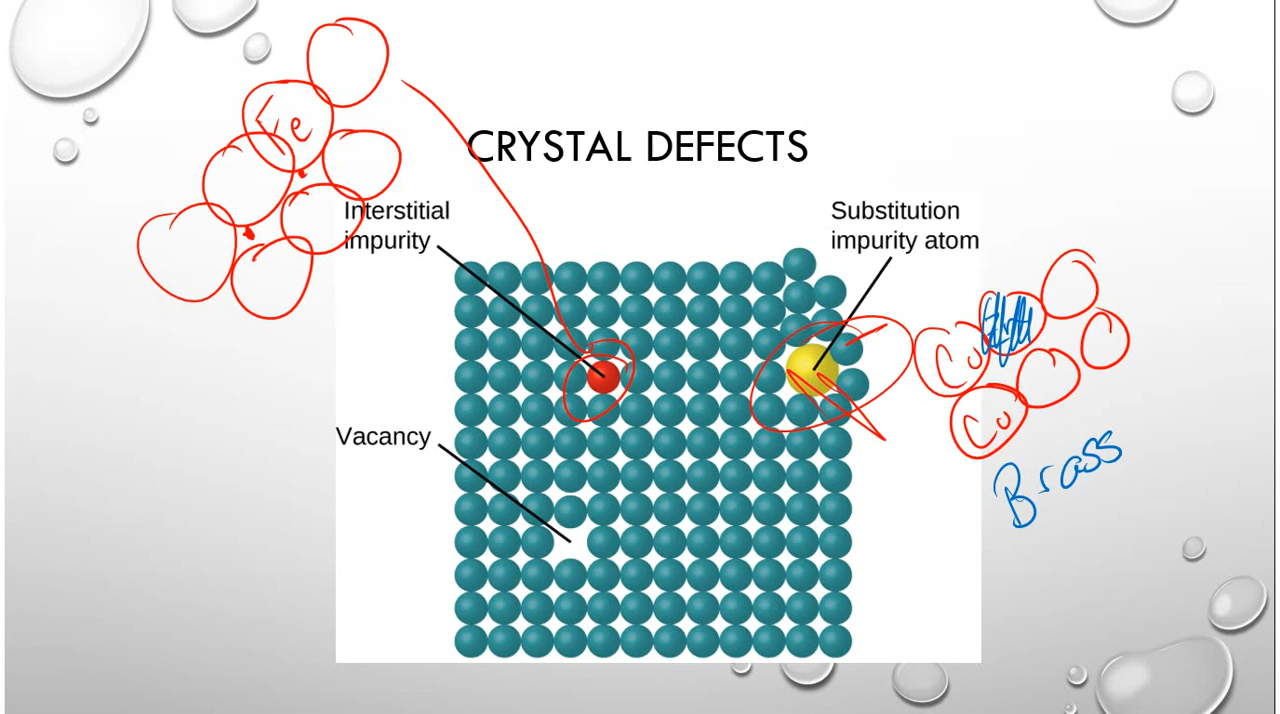 CRYSTAL DEFECTS
Interstitial
impurity
Substitution
impurity atom
Vacancy
Fe
Cu
Cu
Brass